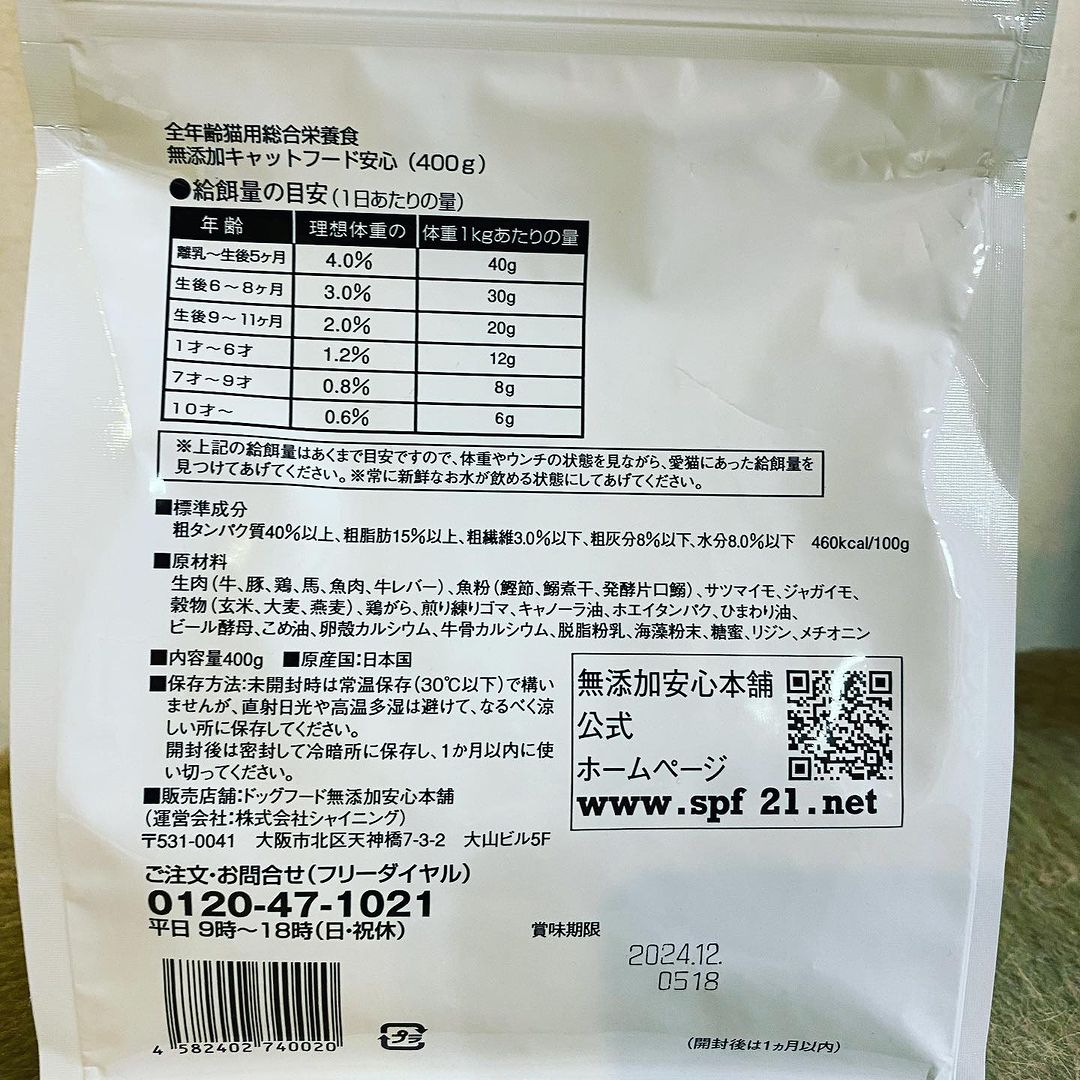 全年齢猫用総合栄養食
無添加キャットフード安心（400ｇ）
●給餌量の目安（1日あたりの量）
年齢 理想体重の 体重1kgあたりの量
離乳～生後5ヶ月 4.0% 40g
生後6～8ヶ月 3.0% 30g
生後9～11ヶ月 2.0% 20g
1才～6才 1.2% 12g
7才～9才 0.8% 8g
10才～ 0.6% 6g
※上記の給餌量はあくまで目安ですので、体重やウンチの状態を見ながら、愛猫にあった給餌量を
見つけてあげてください。※常に新鮮なお水が飲める状態にしてあげてください。
■標準成分
粗タンパク質40%以上、粗脂肪15%以上、粗繊維3.0%以下、粗灰分8%以下、水分8.0%以下 460kcal/100g
■原材料
生肉（牛、豚、鶏、馬、魚肉、牛レバー）、魚粉（鰹節、鰯煮干、発酵片口鰯）、サツマイモ、ジャガイモ、
穀物（玄米、大麦、燕麦）、鶏がら、煎り練りゴマ、キャノーラ油、ホエイタンパク、ひまわり油、
ビール酵母、こめ油、卵殻カルシウム、牛骨カルシウム、脱脂粉乳、海藻粉末、糖蜜、リジン、メチオニン
■内容量400g ■原産国：日本国
■保存方法：未開封時は常温保存（30℃以下）で構い
ませんが、直射日光や高温多湿は避けて、なるべく涼
しい所に保存してください。
開封後は密封して冷暗所に保存し、1か月以内に使
い切ってください。
■販売店舗：ドッグフード無添加安心本舗
（運営会社：株式会社シャイニング）
〒531-0041 大阪市北区天神橋7-3-2 大山ビル5F
無添加安心本舗
公式
ホームページ
www.spf 21.net
ご注文・お問合せ（フリーダイヤル）
0120-47-1021
平日 9時～18時（日・祝休）
賞味期限
2024.12.
0518
4 582402 740020
プラ
（開封後は1ヵ月以内）